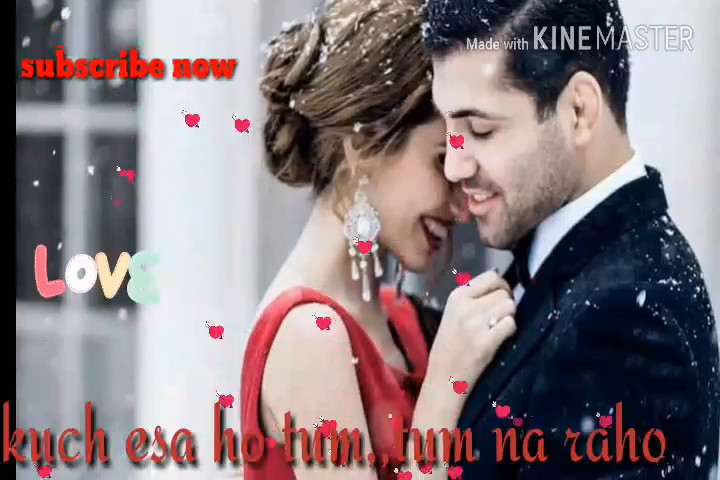 Made with KINEMASTER
subscribe now
LOVE
kuch esa ho tum,,tum na raho